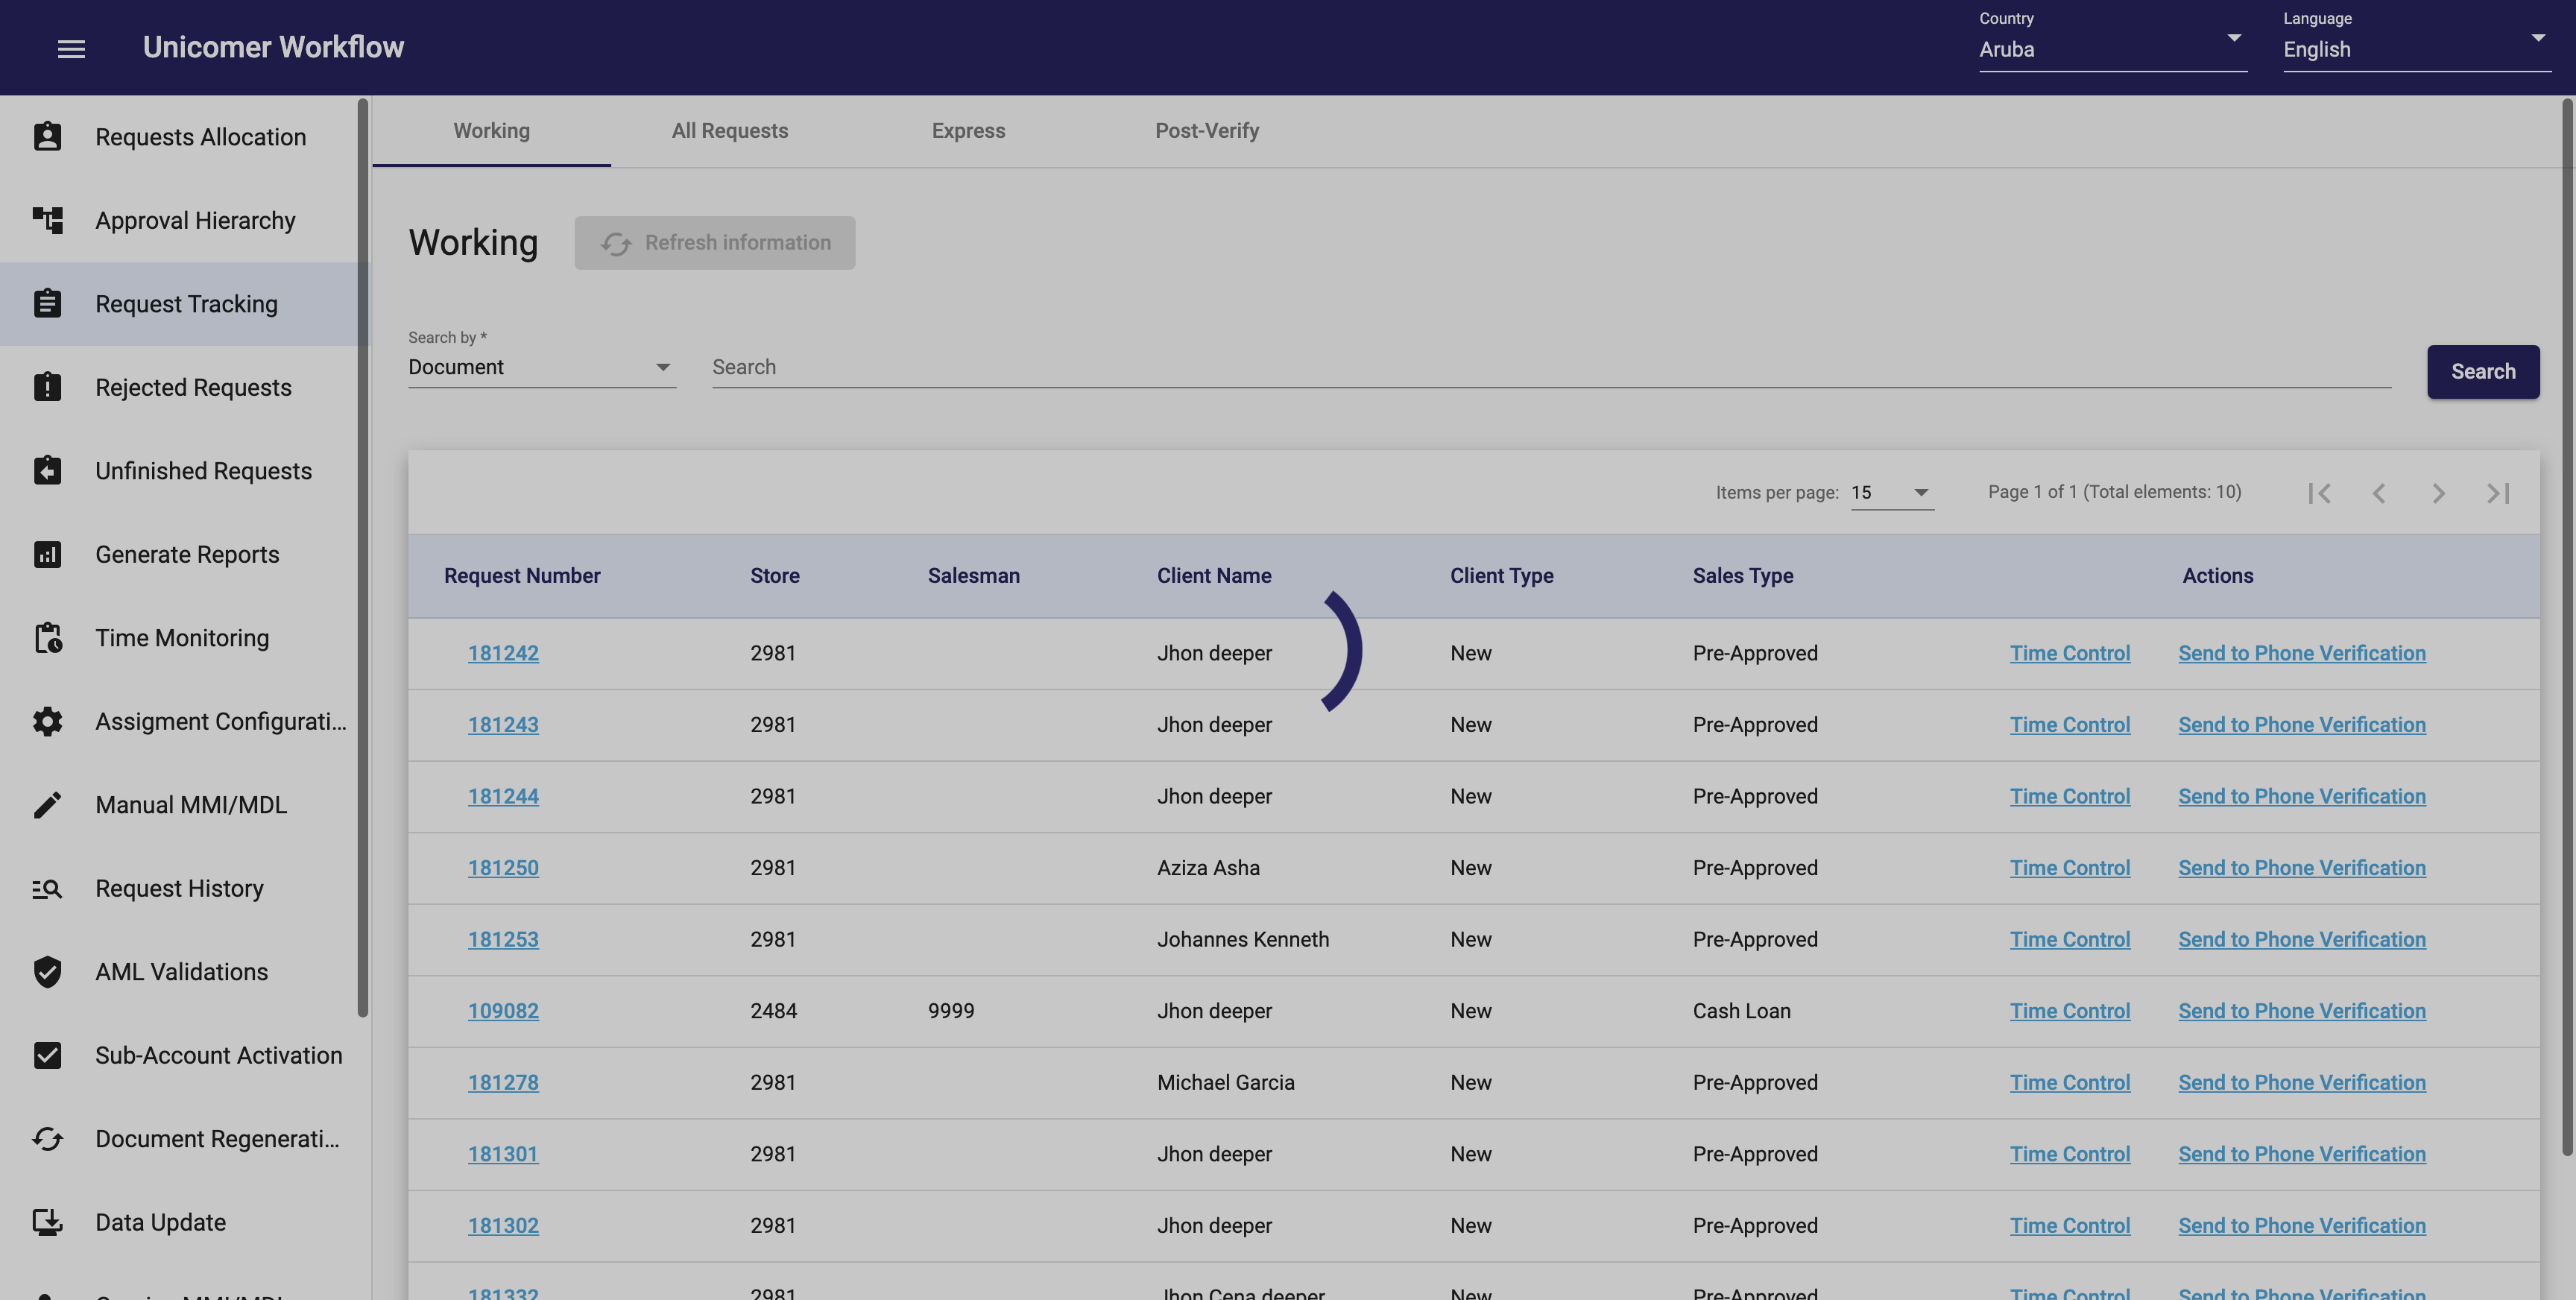 Unicomer Workflow
Country
Aruba
Language
English
Requests Allocation
Approval Hierarchy
Request Tracking
Rejected Requests
Unfinished Requests
Generate Reports
Time Monitoring
Assigment Configurati...
Manual MMI/MDL
Request History
AML Validations
Sub-Account Activation
Document Regenerati...
Data Update
Working All Requests Express Post-Verify
Working Refresh information
Search by *
Document Search Search
Items per page: 15 Page 1 of 1 (Total elements: 10)
Request Number Store Salesman Client Name Client Type Sales Type Actions
181242 2981 Jhon deeper New Pre-Approved Time Control Send to Phone Verification
181243 2981 Jhon deeper New Pre-Approved Time Control Send to Phone Verification
181244 2981 Jhon deeper New Pre-Approved Time Control Send to Phone Verification
181250 2981 Aziza Asha New Pre-Approved Time Control Send to Phone Verification
181253 2981 Johannes Kenneth New Pre-Approved Time Control Send to Phone Verification
109082 2484 9999 Jhon deeper New Cash Loan Time Control Send to Phone Verification
181278 2981 Michael Garcia New Pre-Approved Time Control Send to Phone Verification
181301 2981 Jhon deeper New Pre-Approved Time Control Send to Phone Verification
181302 2981 Jhon deeper New Pre-Approved Time Control Send to Phone Verification
181332 2981 Jhon Cena deeper New Pre-Approved Time Control Send to Phone Verification